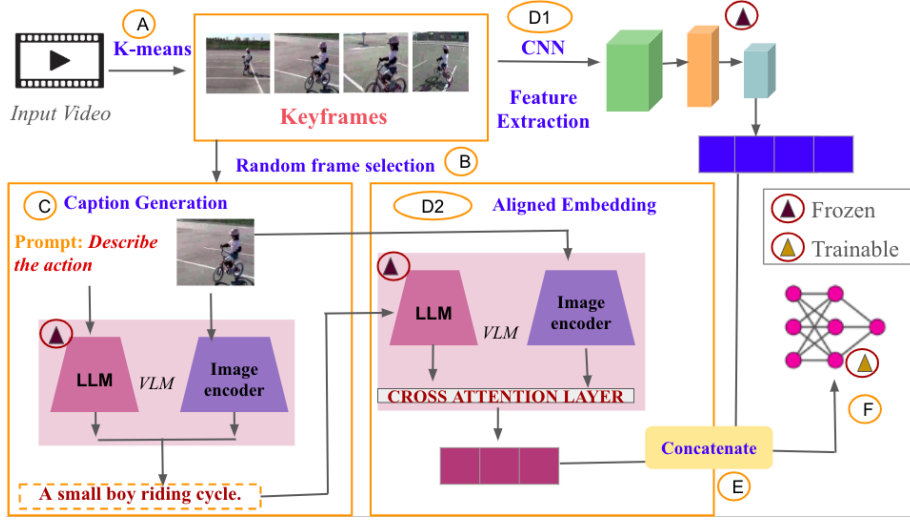 A
K-means
Input Video
Keyframes
D1
CNN
Feature
Extraction
Random frame selection
B
C
Caption Generation
Prompt: Describe
the action
LLM
VLM
Image
encoder
A small boy riding cycle.
D2
Aligned Embedding
LLM
VLM
Image
encoder
CROSS ATTENTION LAYER
Concatenate
E
Frozen
Trainable
F